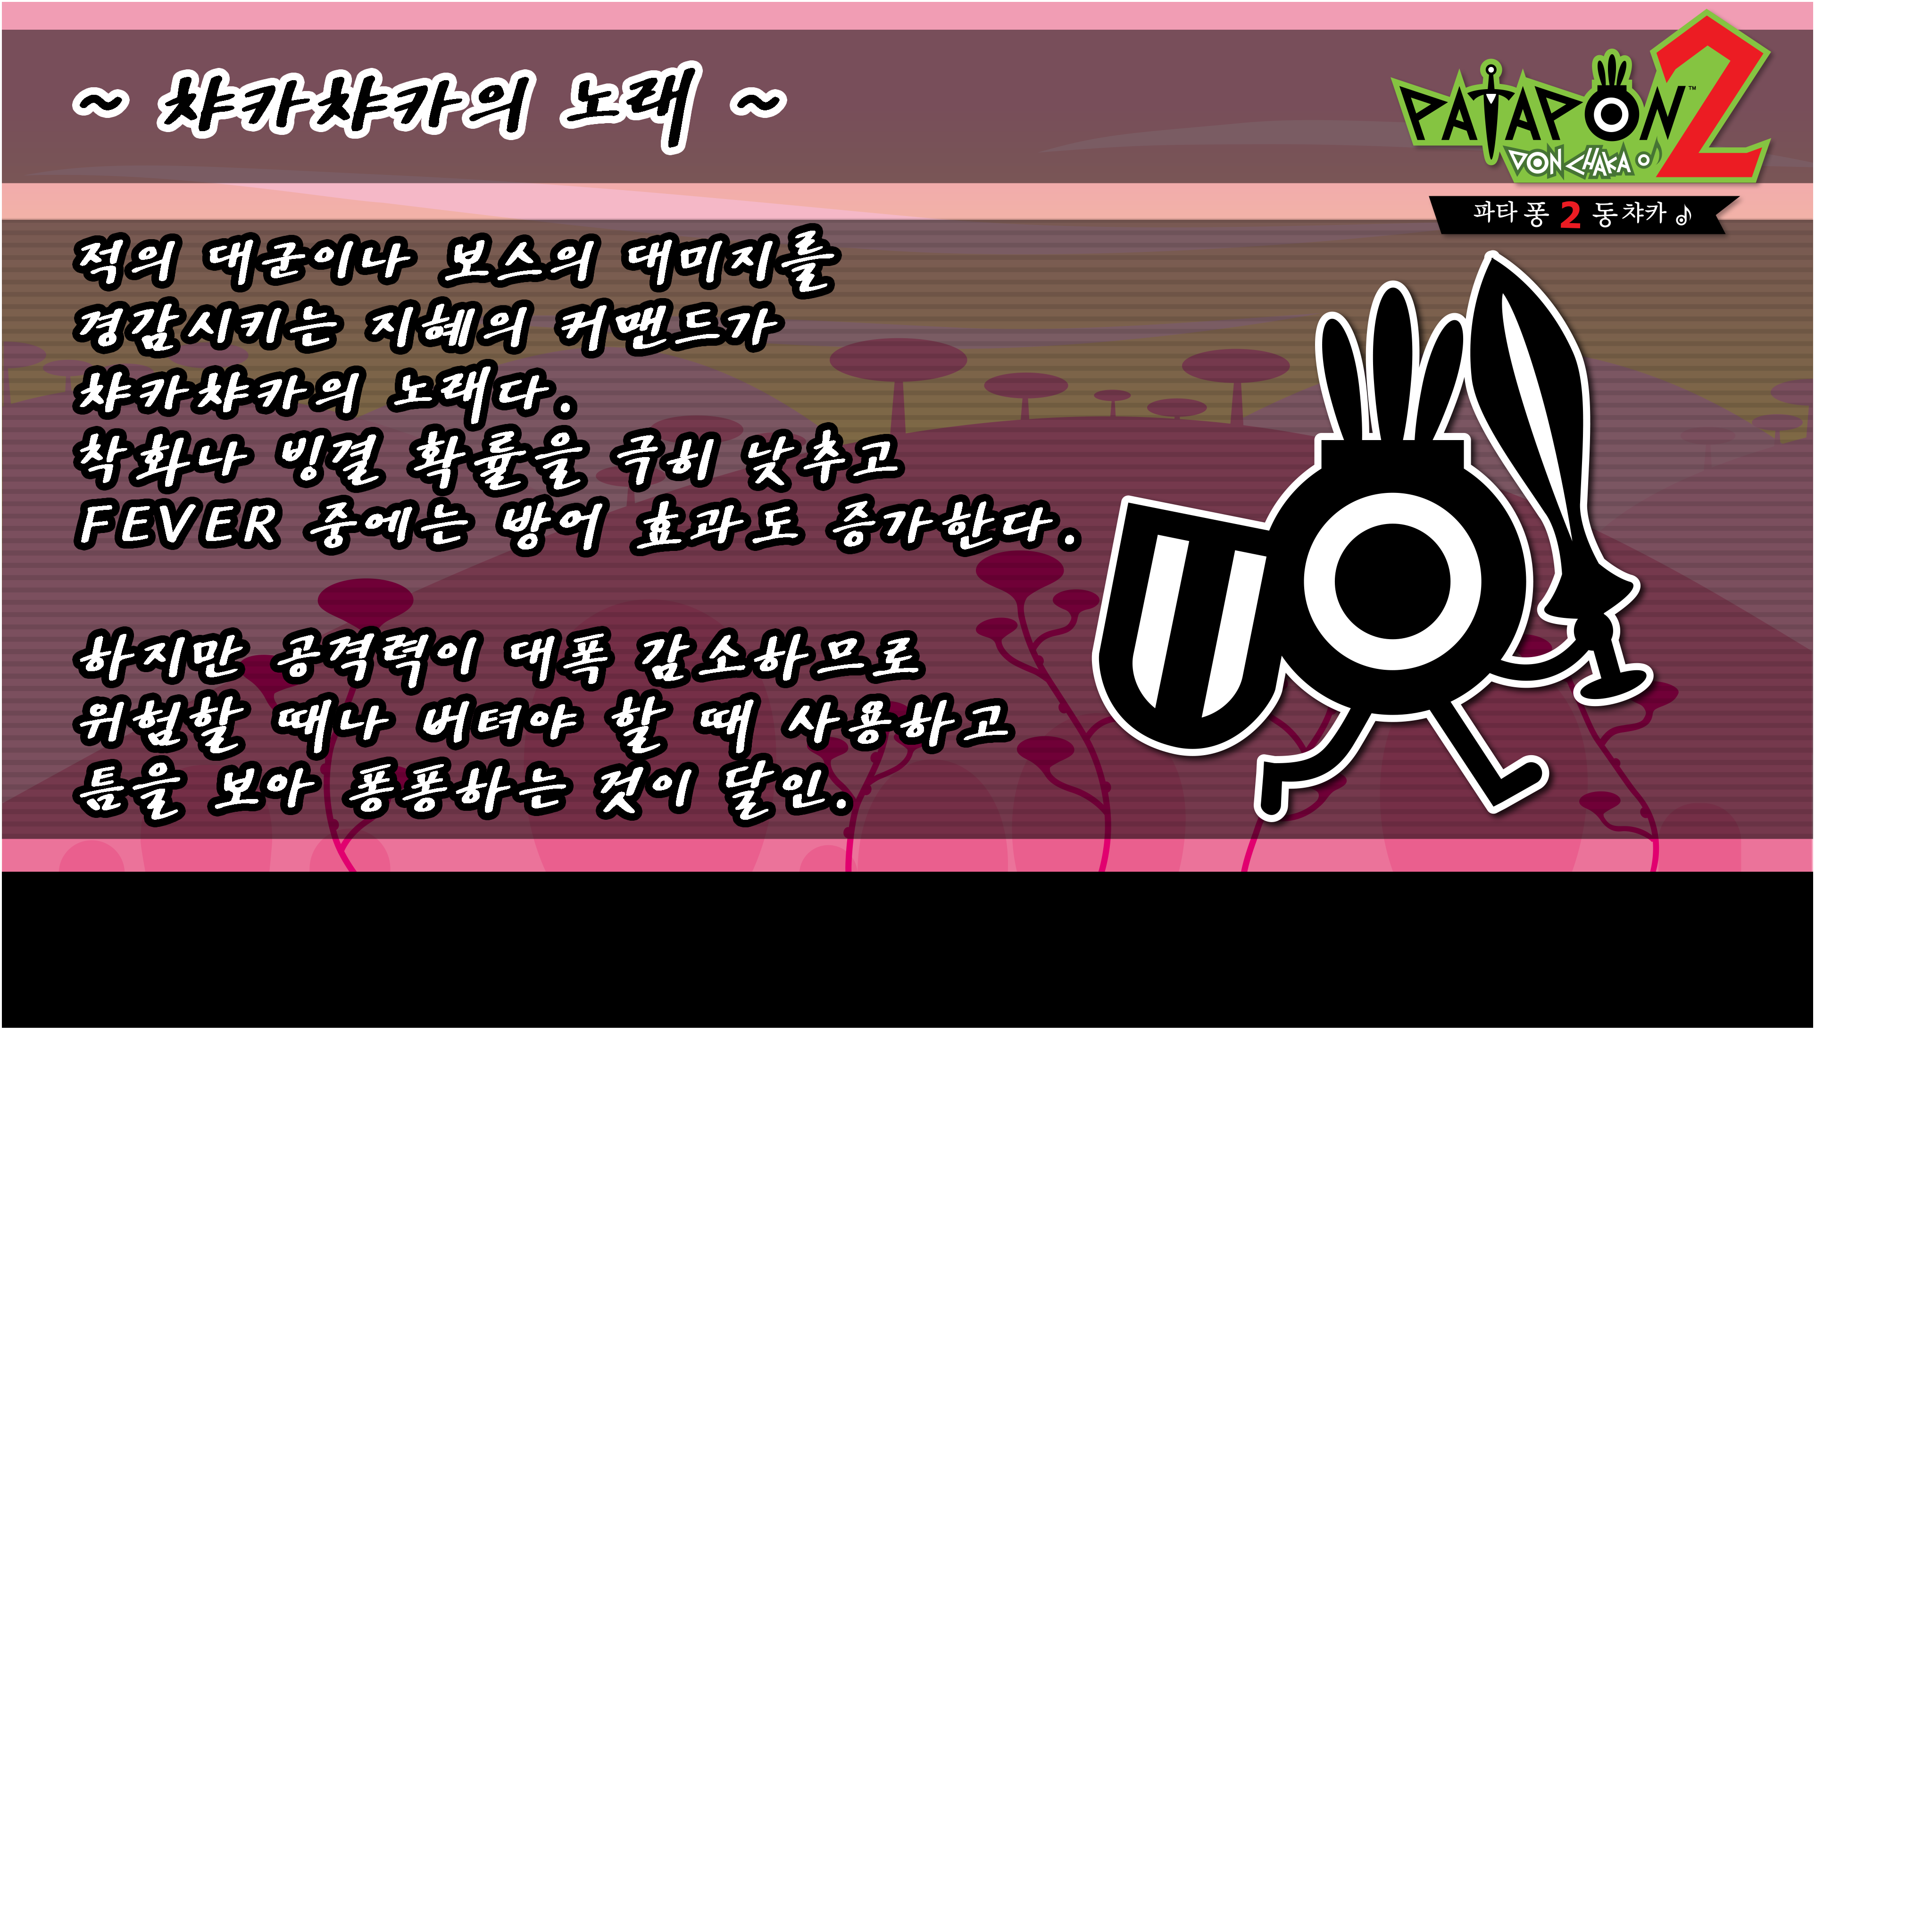 ~ 챠카챠카의 노래 ~
PATAPON 2 ™
DON CHAKA ♪
파타퐁 2 동챠카 ♪
적의 대군이나 보스의 대미지를
경감시키는 지혜의 커맨드가
챠카챠카의 노래다.
착화나 빙결 확률을 극히 낮추고
FEVER 중에는 방어 효과도 증가한다.
하지만 공격력이 대폭 감소하므로
위험할 때나 버텨야 할 때 사용하고
틈을 보아 퐁퐁하는 것이 달인.